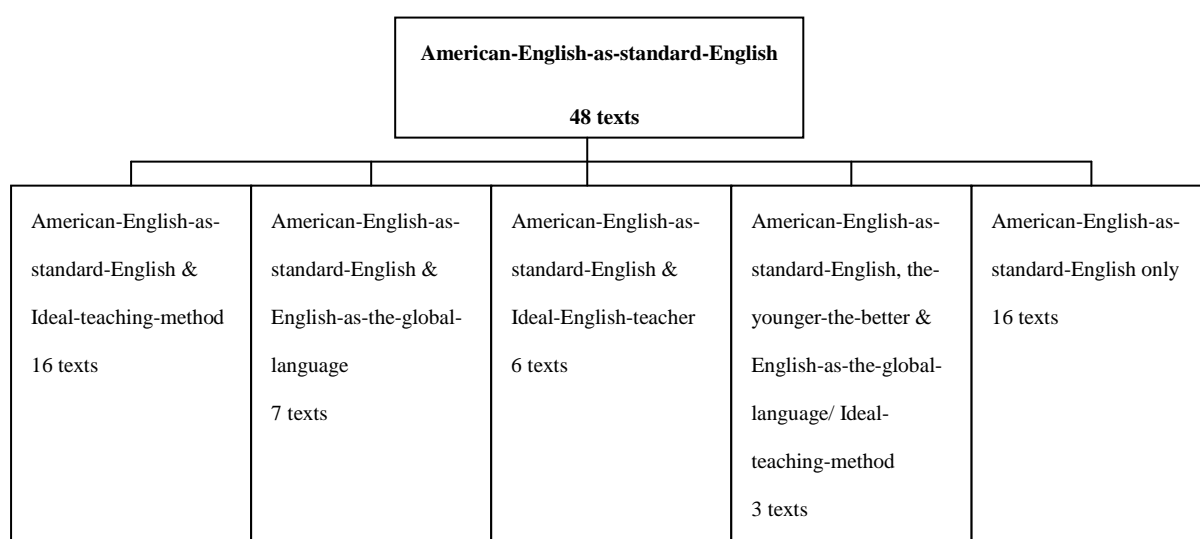 American-English-as-standard-English
48 texts
American-English-as-
standard-English &
Ideal-teaching-method
16 texts
American-English-as-
standard-English &
English-as-the-global-
language
7 texts
American-English-as-
standard-English &
Ideal-English-teacher
6 texts
American-English-as-
standard-English, the-
younger-the-better &
English-as-the-global-
language/ Ideal-
teaching-method
3 texts
American-English-as-
standard-English only
16 texts